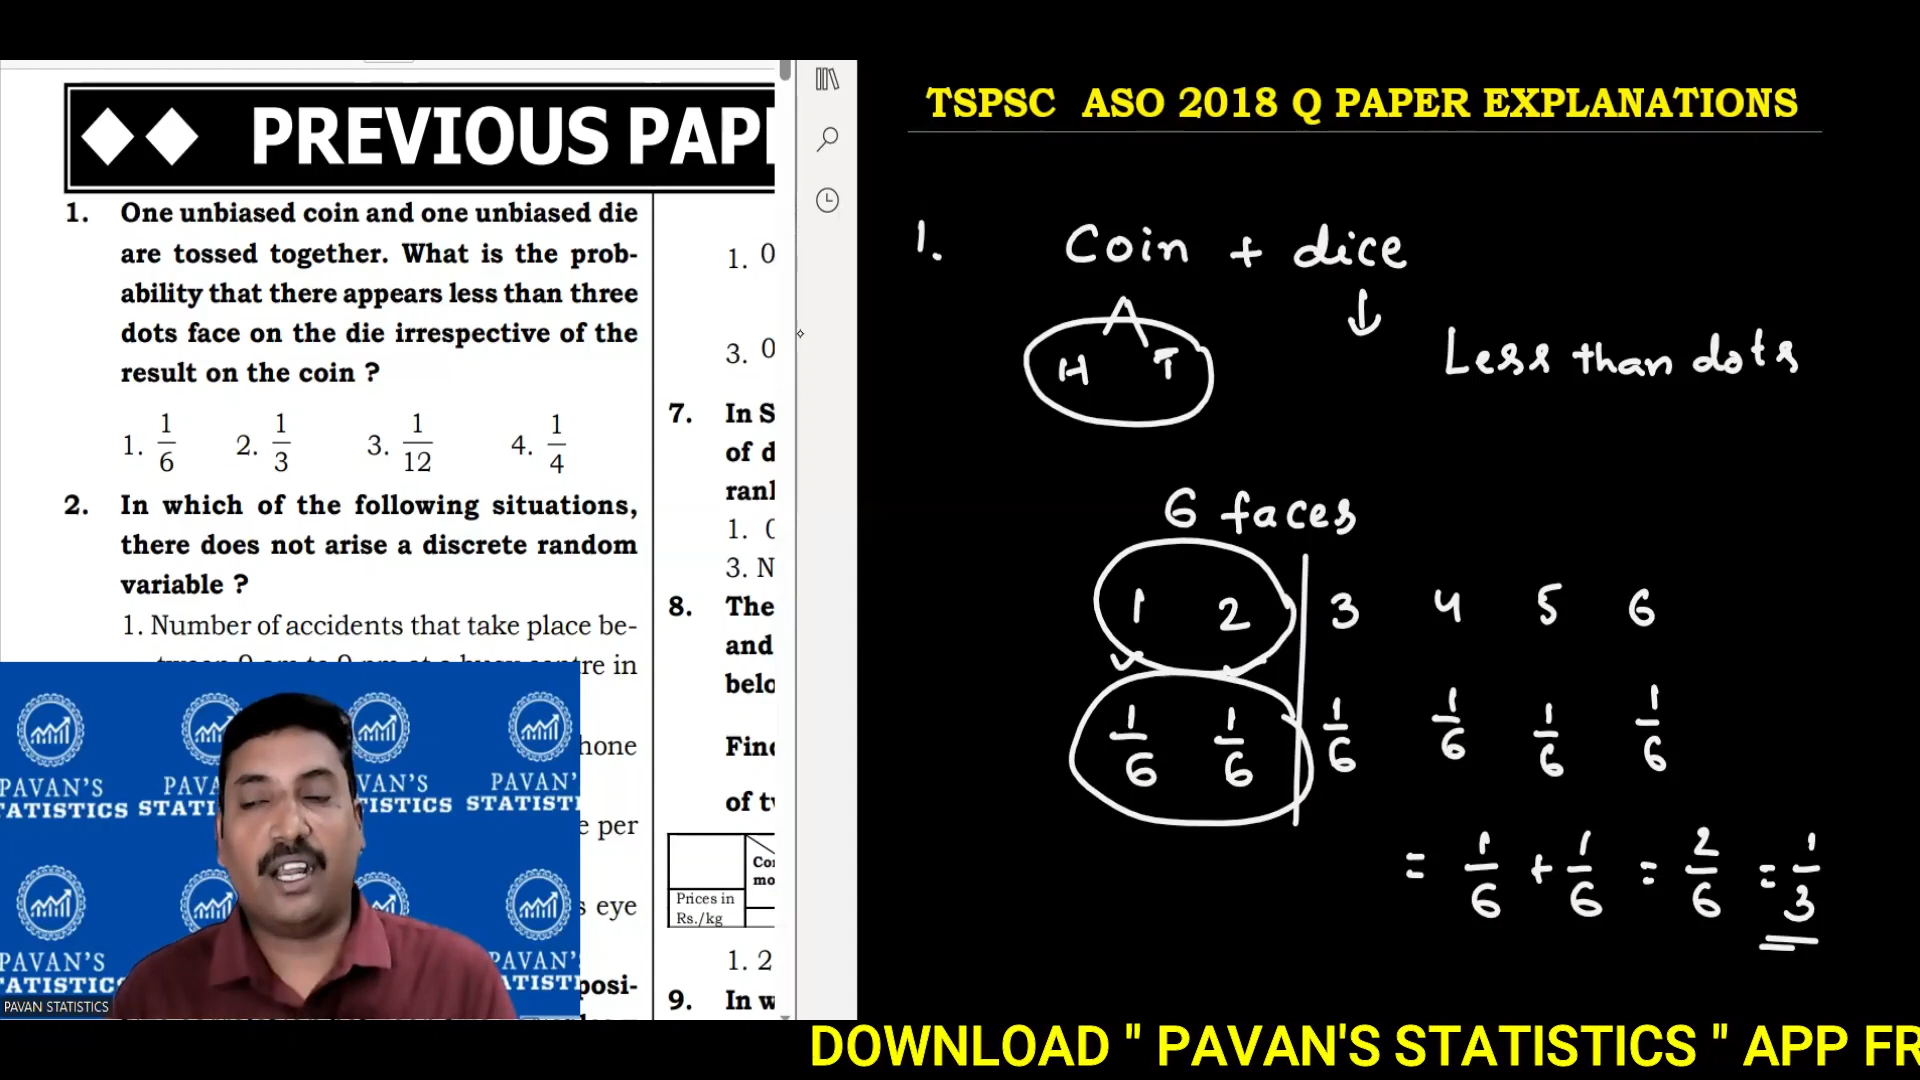 PREVIOUS PAP
1. One unbiased coin and one unbiased die
are tossed together. What is the prob-
ability that there appears less than three
dots face on the die irrespective of the
result on the coin ?
1. 1/6 2. 1/3 3. 1/12 4. 1/4
2. In which of the following situations,
there does not arise a discrete random
variable ?
1. Number of accidents that take place be-
re in
hone
e per
s eye
posi-
1. 0
3. 0
7. In S
of d
ran
1.
3. N
8. The
and
belo
Find
of t
Prices in
Rs./kg
Co
mo
1. 2
9. In w
PAVAN'S
STATISTICS
PAVAN STATISTICS
TSPSC ASO 2018 Q PAPER EXPLANATIONS
1. Coin + dice
H T
Less than dots
6 faces
1 2 3 4 5 6
1/6 1/6 1/6 1/6 1/6 1/6
= 1/6 + 1/6 = 2/6 = 1/3
DOWNLOAD " PAVAN'S STATISTICS " APP FR